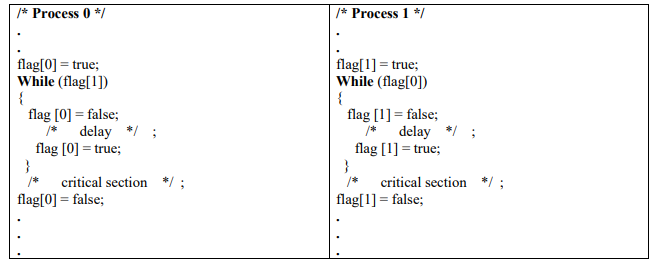 /* Process 0 */
.
.
flag[0] = true;
While (flag[1])
{
flag [0] = false;
/* delay */ ;
flag [0] = true;
}
/* critical section */ ;
flag[0] = false;
.
.
.
/* Process 1 */
.
.
flag[1] = true;
While (flag[0])
{
flag [1] = false;
/* delay */ ;
flag [1] = true;
}
/* critical section */ ;
flag[1] = false;
.
.
.